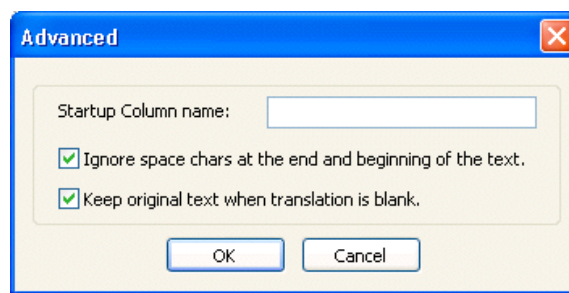 Advanced
Startup Column name:
Ignore space chars at the end and beginning of the text.
Keep original text when translation is blank.
OK Cancel